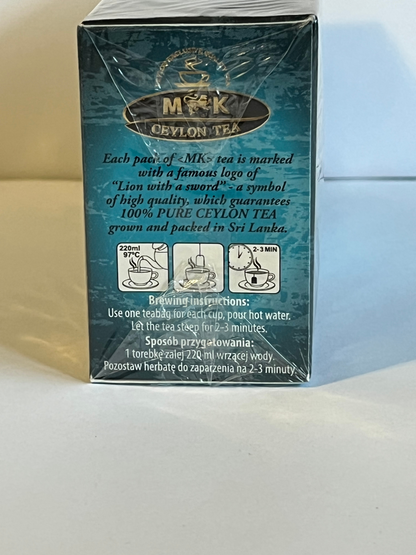 M K
CEYLON TEA
Each pack of <MK> tea is marked
with a famous logo of
“Lion with a sword” - a symbol
of high quality, which guarantees
100% PURE CEYLON TEA
grown and packed in Sri Lanka.
220ml
97°C
2-3 MIN
Brewing instructions:
Use one teabag for each cup, pour hot water.
Let the tea steep for 2-3 minutes.
Sposób przygotowania:
1 torebkę zalej 220 ml wrzącej wody.
Pozostaw herbatę do zaparzenia na 2-3 minuty.